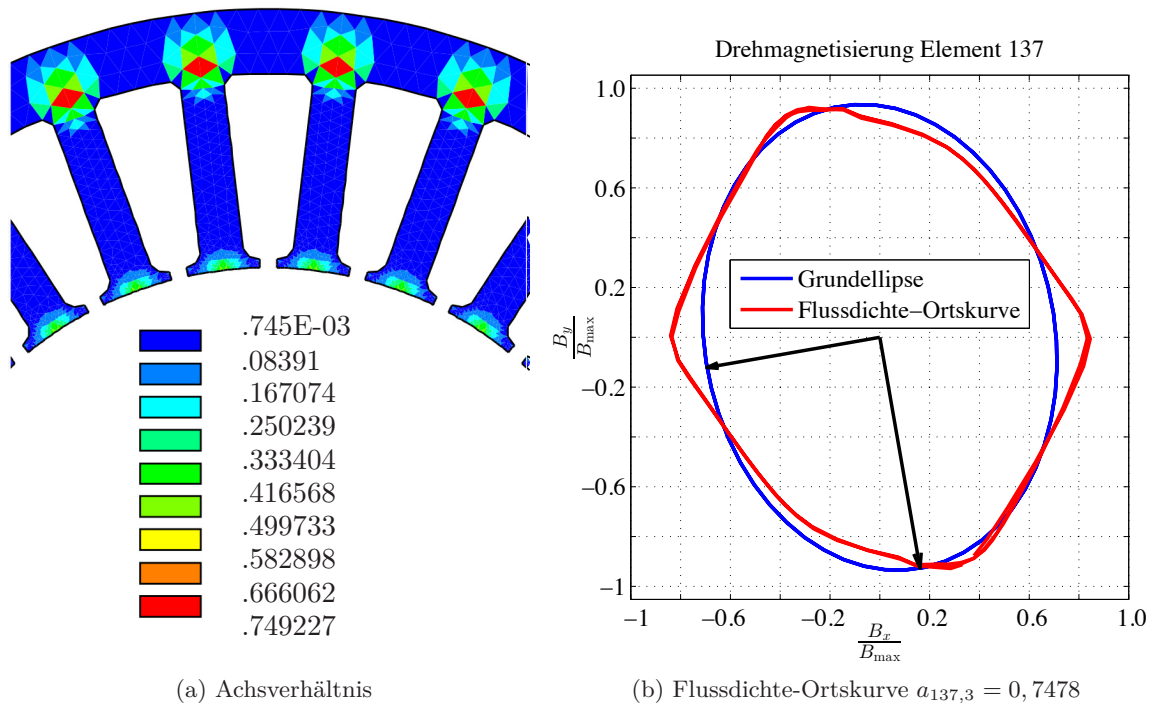 .745E-03
.08391
.167074
.250239
.333404
.416568
.499733
.582898
.666062
.749227
(a) Achsverhältnis
Drehmagnetisierung Element 137
1.0
0.6
0.2
−0.2
−0.6
−1
B_y
B_max
Grundellipse
Flussdichte–Ortskurve
−1
−0.6
−0.2
0.2
0.6
1.0
B_x
B_max
(b) Flussdichte-Ortskurve a_{137,3} = 0,7478